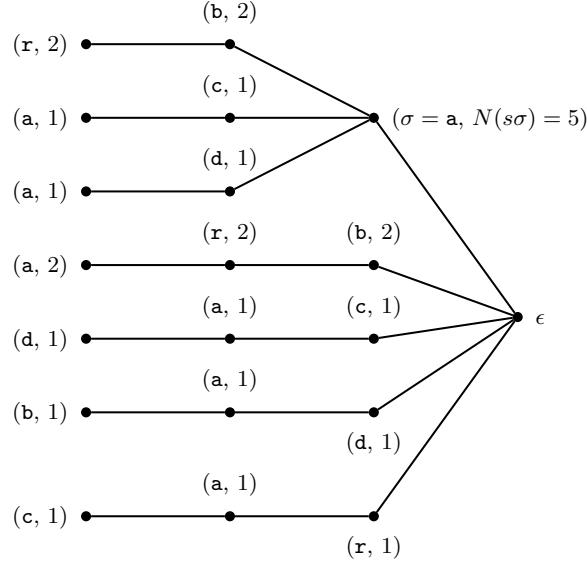 (b, 2)
(r, 2)
(c, 1)
(a, 1)
(σ = a, N(sσ) = 5)
(d, 1)
(a, 1)
(r, 2)
(b, 2)
(a, 2)
(a, 1)
(c, 1)
ϵ
(d, 1)
(a, 1)
(b, 1)
(d, 1)
(a, 1)
(c, 1)
(r, 1)